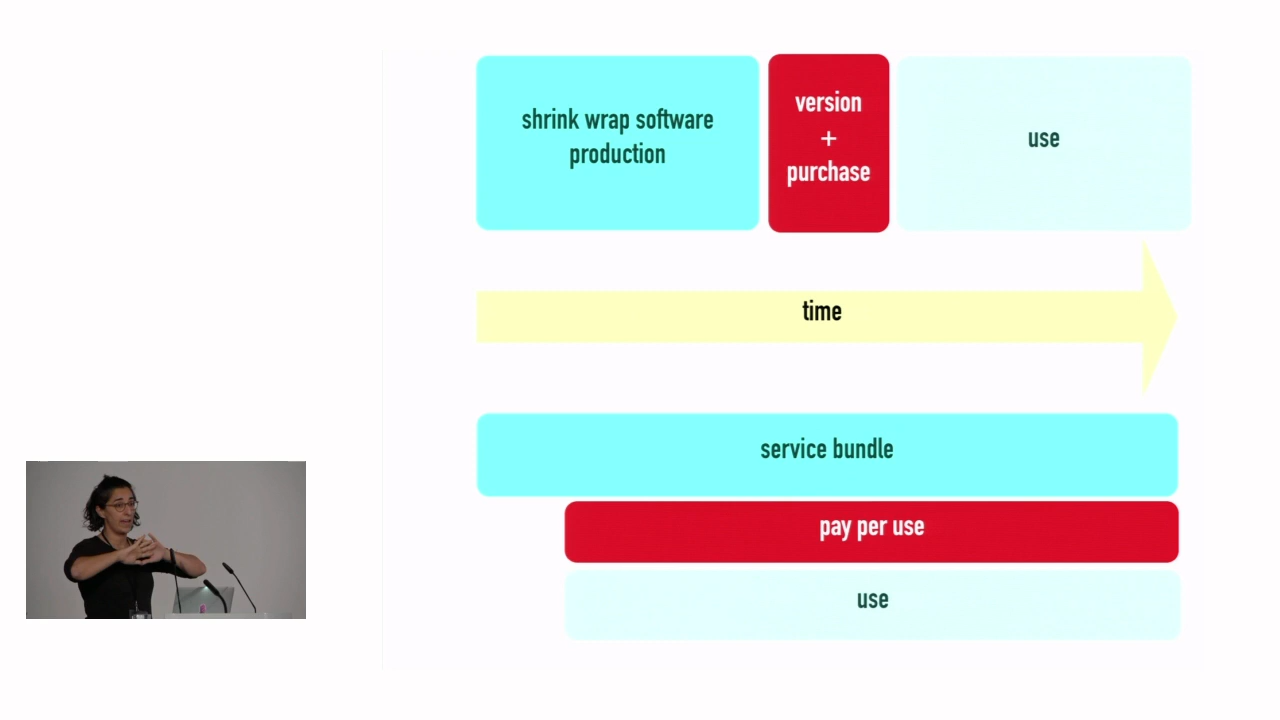 shrink wrap software
production
version
+
purchase
use
time
service bundle
pay per use
use